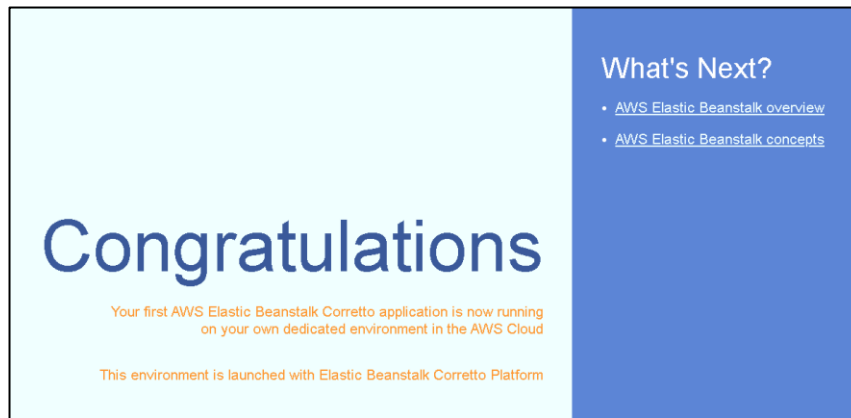 Congratulations
Your first AWS Elastic Beanstalk Corretto application is now running
on your own dedicated environment in the AWS Cloud
This environment is launched with Elastic Beanstalk Corretto Platform
What's Next?
• AWS Elastic Beanstalk overview
• AWS Elastic Beanstalk concepts